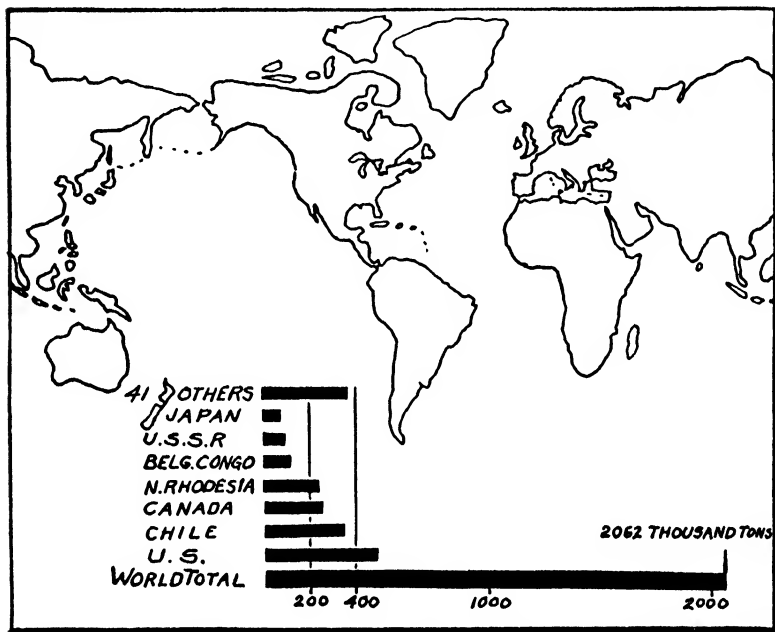 41 OTHERS
JAPAN
U.S.S.R
BELG.CONGO
N.RHODESIA
CANADA
CHILE
2062 THOUSAND TONS
U.S.
WORLD TOTAL
200 400 1000 2000